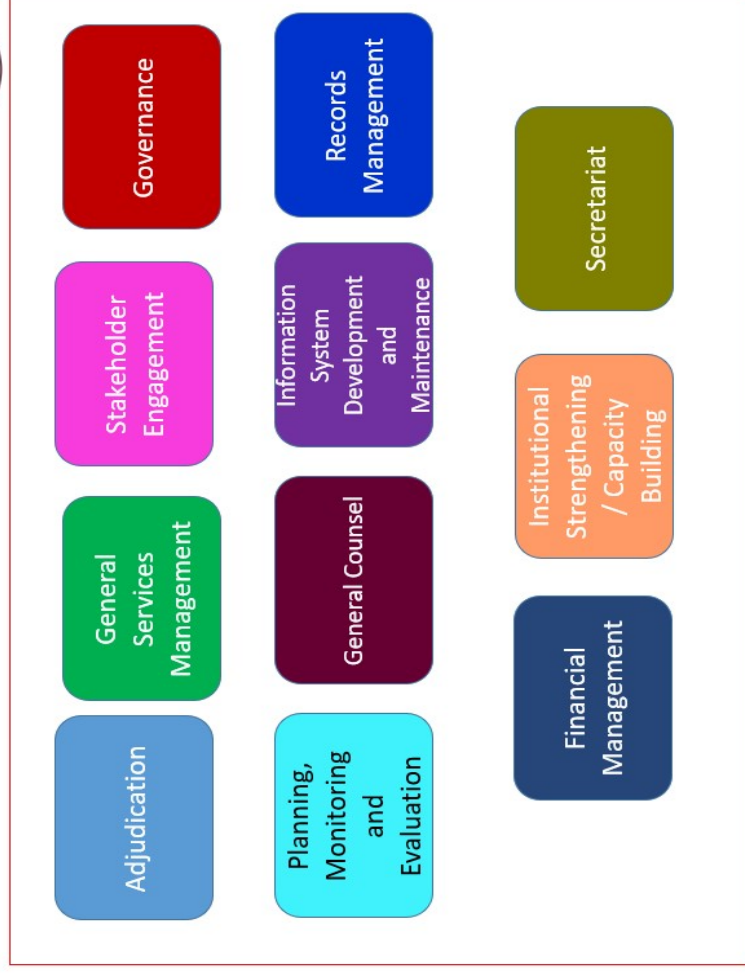 Adjudication
General
Services
Management
Stakeholder
Engagement
Governance
Planning,
Monitoring
and
Evaluation
General Counsel
Information
System
Development
and
Maintenance
Records
Management
Financial
Management
Institutional
Strengthening
/ Capacity
Building
Secretariat